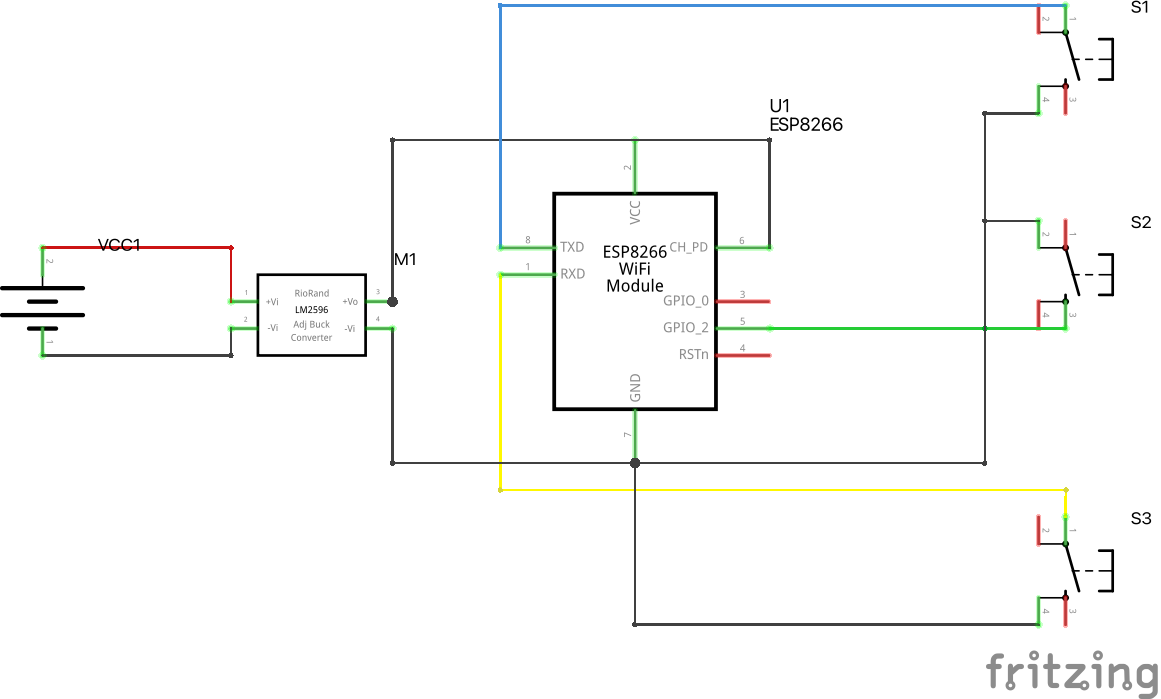 S1
2
1
4
3
U1
ESP8266
2
VCC
8
TXD
ESP8266
WiFi
Module
CH_PD
6
1
RXD
GPIO_0
3
GPIO_2
5
RSTn
4
GND
7
VCC1
2
1
M1
1
+Vi
RioRand
LM2596
Adj Buck
Converter
+Vo
3
2
-Vi
-Vi
4
S2
2
1
4
3
S3
2
1
4
3
fritzing